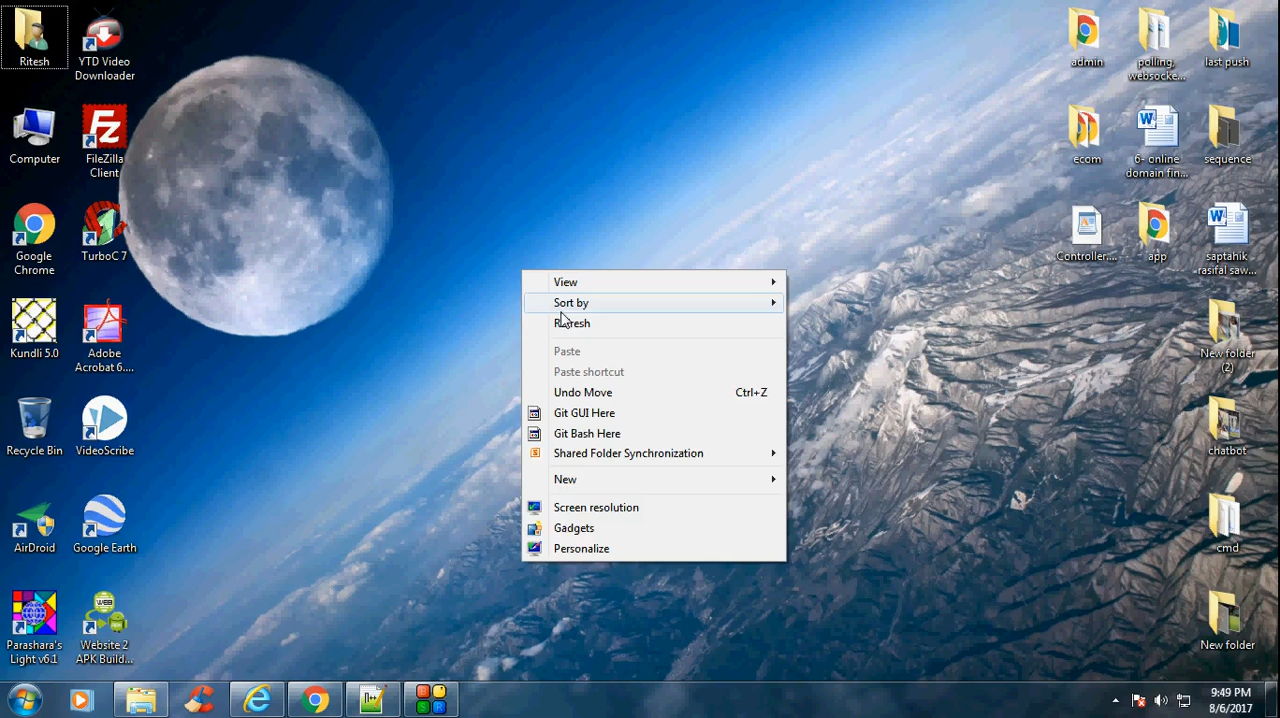 Ritesh
YTD Video
Downloader
Computer
FileZilla
Client
Google
Chrome
TurboC 7
Kundli 5.0
Adobe
Acrobat 6....
Recycle Bin
VideoScribe
AirDroid
Google Earth
Parashara's
Light v6.1
Website 2
APK Build...
View
Sort by
Refresh
Paste
Paste shortcut
Undo Move Ctrl+Z
Git GUI Here
Git Bash Here
Shared Folder Synchronization
New
Screen resolution
Gadgets
Personalize
admin
polling,
websocke...
last push
ecom
6- online
domain fin...
sequence
Controller....
app
saptahik
rasifal saw...
New folder
(2)
chatbot
cmd
New folder
9:49 PM
8/6/2017